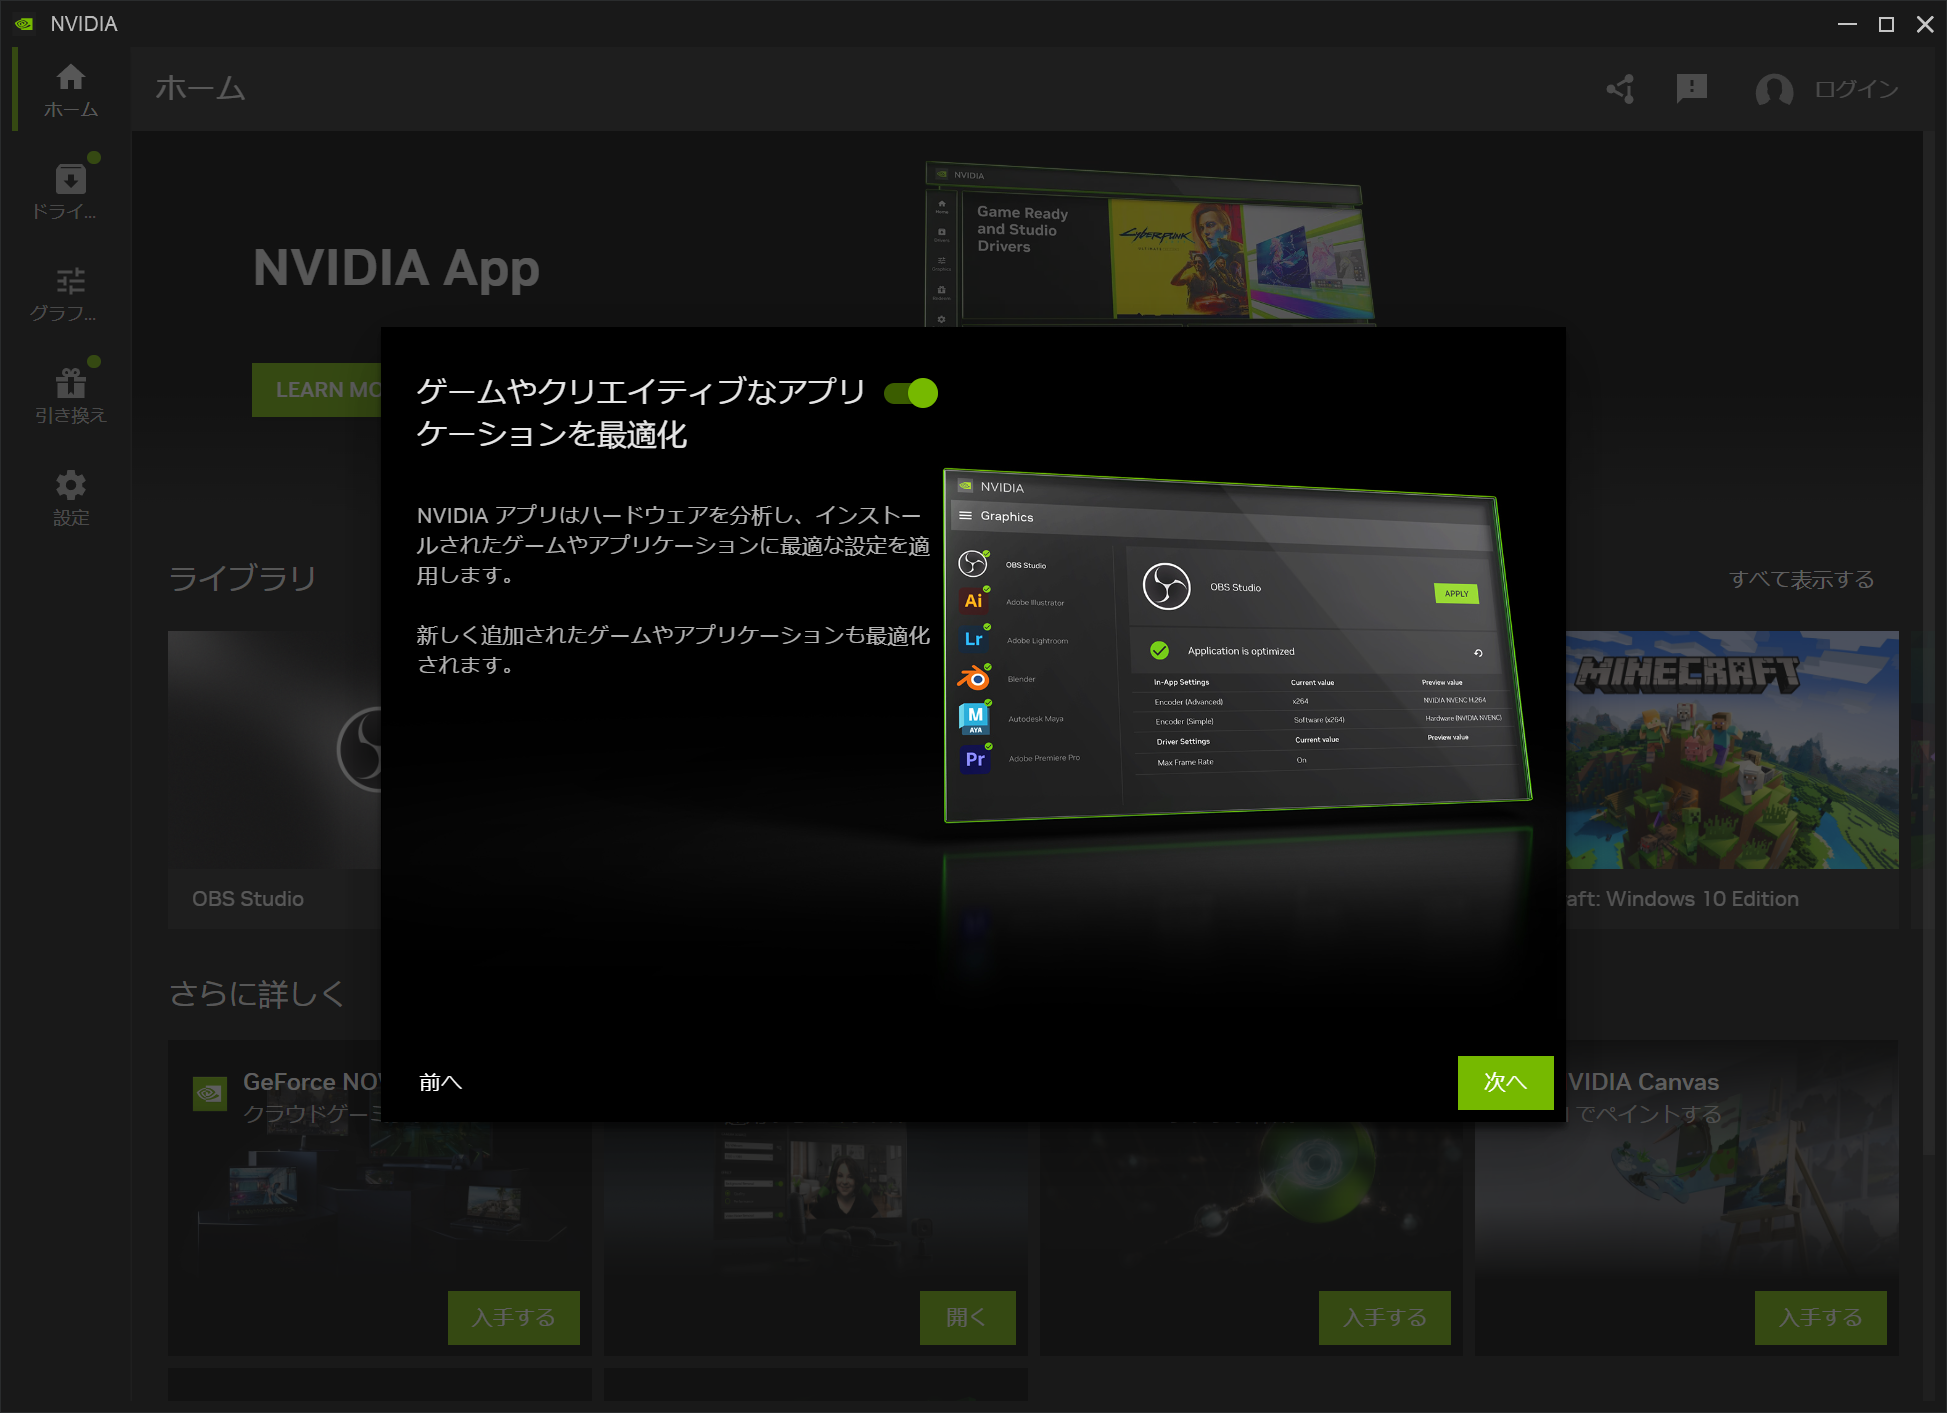 NVIDIA
ホーム
ホーム
ログイン
ドライ...
グラフ...
引き換え
設定
NVIDIA App
LEARN MO
NVIDIA
Game Ready
and Studio
Drivers
CYBERPUNK
ゲームやクリエイティブなアプリ
ケーションを最適化
NVIDIA アプリはハードウェアを分析し、インストー
ルされたゲームやアプリケーションに最適な設定を適
用します。
新しく追加されたゲームやアプリケーションも最適化
されます。
NVIDIA
Graphics
OBS Studio
Ai Adobe Illustrator
Lr Adobe Lightroom
Blender
M AYA Autodesk Maya
Pr Adobe Premiere Pro
OBS Studio
APPLY
Application is optimized
In-App Settings Current value Preview value
Encoder (Advanced) x264 NVIDIA NVENC H.264
Encoder (Simple) Software (x264) Hardware (NVIDIA NVENC)
Driver Settings Current value Preview value
Max Frame Rate On
前へ
次へ
ライブラリ
すべて表示する
MINECRAFT
OBS Studio
aft: Windows 10 Edition
さらに詳しく
GeForce NO
クラウドゲーミ
VIDIA Canvas
でペイントする
入手する
開く
入手する
入手する